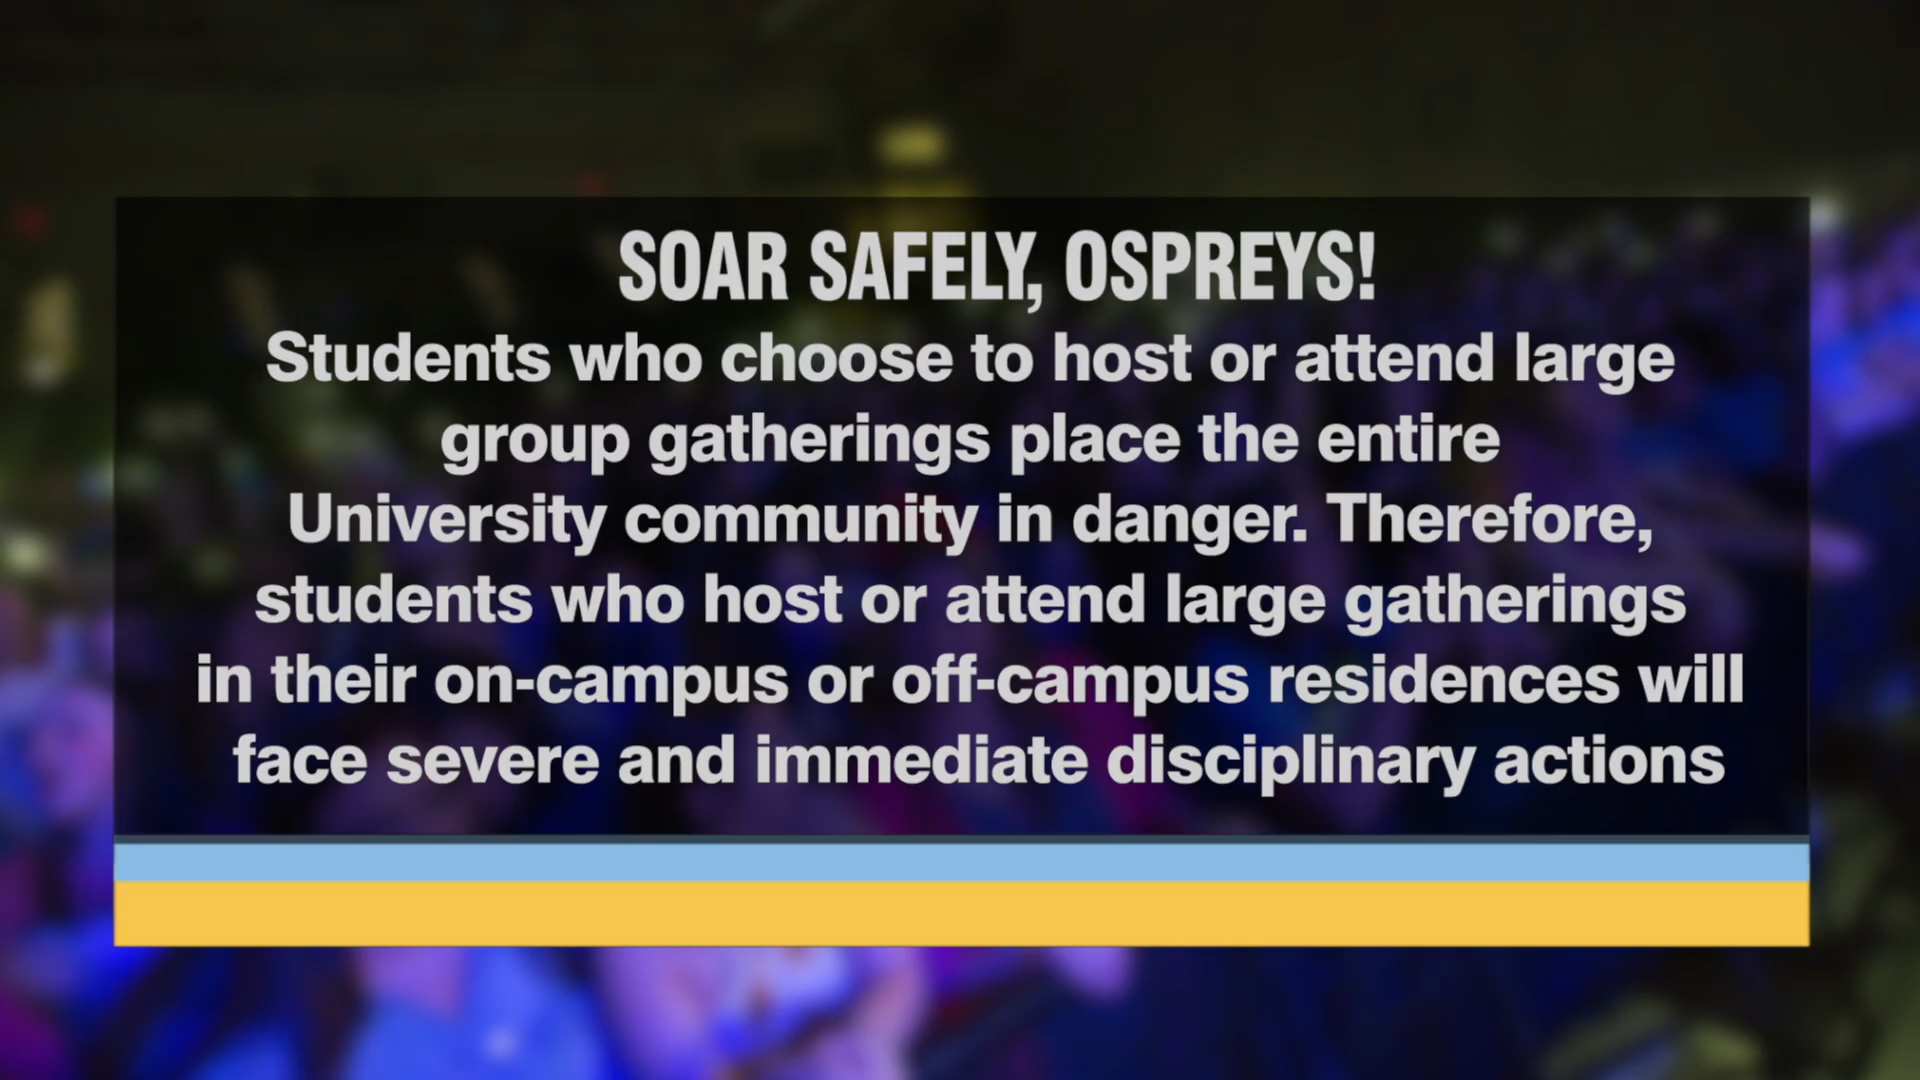 SOAR SAFELY, OSPREYS!
Students who choose to host or attend large
group gatherings place the entire
University community in danger. Therefore,
students who host or attend large gatherings
in their on-campus or off-campus residences will
face severe and immediate disciplinary actions